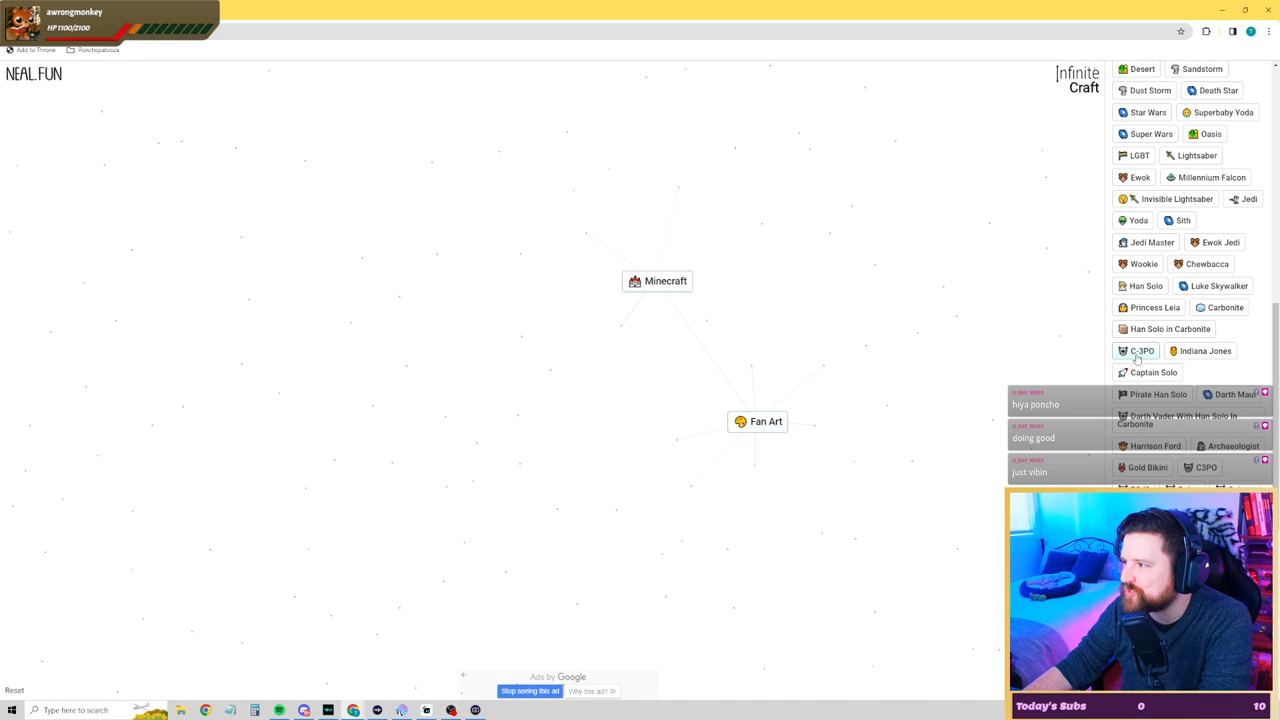 awrongmonkey
HP 1100/2100
Add to Throne
Ponchopalooza
NEAL.FUN
Infinite
Craft
Desert
Sandstorm
Dust Storm
Death Star
Star Wars
Superbaby Yoda
Super Wars
Oasis
LGBT
Lightsaber
Ewok
Millennium Falcon
Invisible Lightsaber
Jedi
Yoda
Sith
Jedi Master
Ewok Jedi
Wookie
Chewbacca
Minecraft
Han Solo
Luke Skywalker
Princess Leia
Carbonite
Han Solo in Carbonite
C-3PO
Indiana Jones
Captain Solo
Pirate Han Solo
Darth Maul
hiya poncho
Darth Vader With Han Solo In
Carbonite
Fan Art
doing good
Harrison Ford
Archaeologist
Gold Bikini
C3PO
just vibin
Ads by Google
Stop seeing this ad
Why this ad?
Reset
Type here to search
Today's Subs
0
10